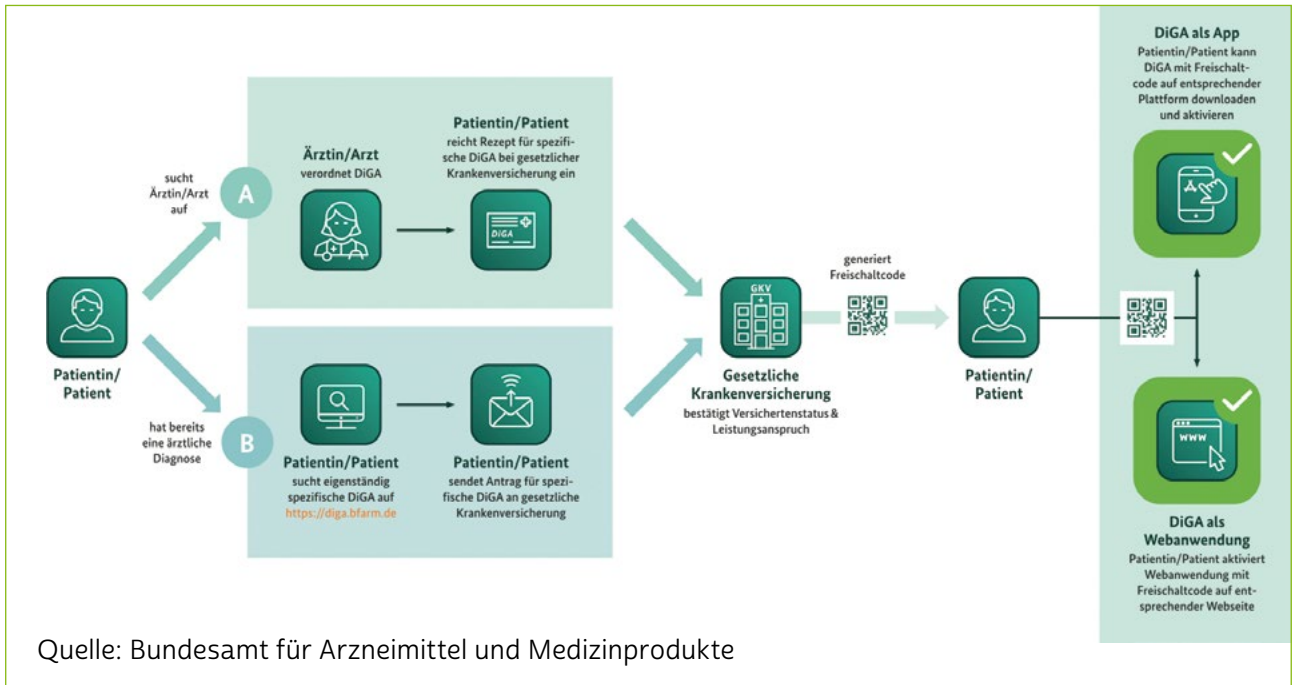 sucht
Ärztin/Arzt
auf
A
Ärztin/Arzt
verordnet DiGA
Patientin/Patient
reicht Rezept für spezifi-
sche DiGA bei gesetzlicher
Krankenversicherung ein
DiGA
Patientin/
Patient
hat bereits
eine ärztliche
Diagnose
B
Patientin/Patient
sucht eigenständig
spezifische DiGA auf
https://diga.bfarm.de
Patientin/Patient
sendet Antrag für spezi-
fische DiGA an gesetzliche
Krankenversicherung
GKV
Gesetzliche
Krankenversicherung
bestätigt Versichertenstatus &
Leistungsanspruch
generiert
Freischaltcode
Patientin/
Patient
DiGA als App
Patientin/Patient kann
DiGA mit Freischalt-
code auf entsprechender
Plattform downloaden
und aktivieren
WWW
DiGA als
Webanwendung
Patientin/Patient aktiviert
Webanwendung mit
Freischaltcode auf ent-
sprechender Webseite
Quelle: Bundesamt für Arzneimittel und Medizinprodukte